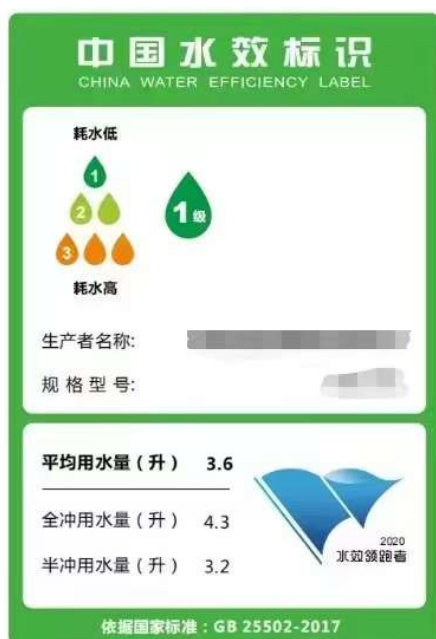 中国水效标识
CHINA WATER EFFICIENCY LABEL
耗水低
1
2
3
1级
耗水高
生产者名称:
规格型号:
平均用水量（升） 3.6
全冲用水量（升） 4.3
半冲用水量（升） 3.2
2020
水效领跑者
依据国家标准：GB 25502-2017